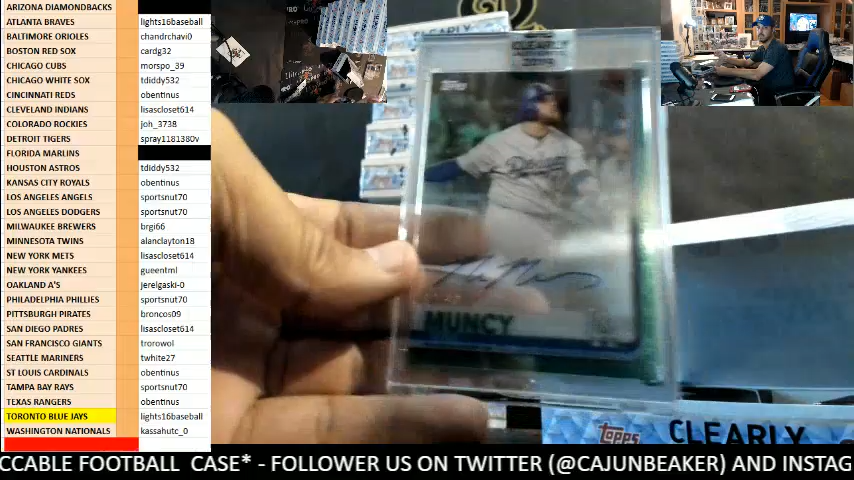 ARIZONA DIAMONDBACKS
ATLANTA BRAVES lights16baseball
BALTIMORE ORIOLES chandrchavi0
BOSTON RED SOX cardg32
CHICAGO CUBS morspo_39
CHICAGO WHITE SOX tdiddy532
CINCINNATI REDS obentinus
CLEVELAND INDIANS lisascloset614
COLORADO ROCKIES joh_3738
DETROIT TIGERS spray1181380v
FLORIDA MARLINS
HOUSTON ASTROS tdiddy532
KANSAS CITY ROYALS obentinus
LOS ANGELES ANGELS sportsnut70
LOS ANGELES DODGERS sportsnut70
MILWAUKEE BREWERS brgi66
MINNESOTA TWINS alanclayton18
NEW YORK METS lisascloset614
NEW YORK YANKEES gueentml
OAKLAND A'S jerelgaski-0
PHILADELPHIA PHILLIES sportsnut70
PITTSBURGH PIRATES broncos09
SAN DIEGO PADRES lisascloset614
SAN FRANCISCO GIANTS trorowol
SEATTLE MARINERS twhite27
ST LOUIS CARDINALS obentinus
TAMPA BAY RAYS sportsnut70
TEXAS RANGERS obentinus
TORONTO BLUE JAYS lights16baseball
WASHINGTON NATIONALS kassahutc_0
CLEARLY
topps
Dodgers
MUNCY
topps CLEARLY
CCABLE FOOTBALL CASE* - FOLLOWER US ON TWITTER (@CAJUNBEAKER) AND INSTAG